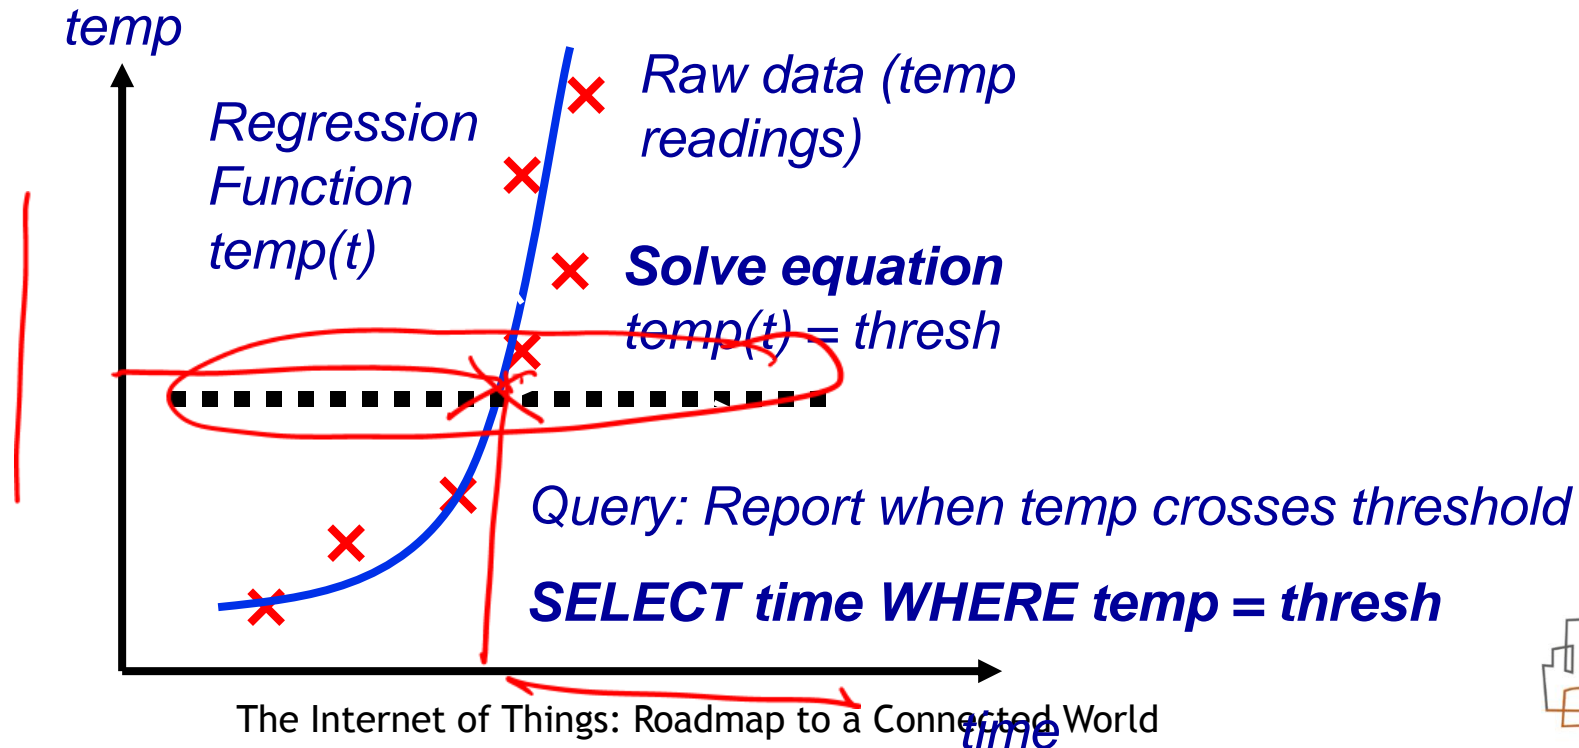 temp
Raw data (temp
readings)
Regression
Function
temp(t)
Solve equation
temp(t) = thresh
Query: Report when temp crosses threshold
SELECT time WHERE temp = thresh
The Internet of Things: Roadmap to a Connected World
time